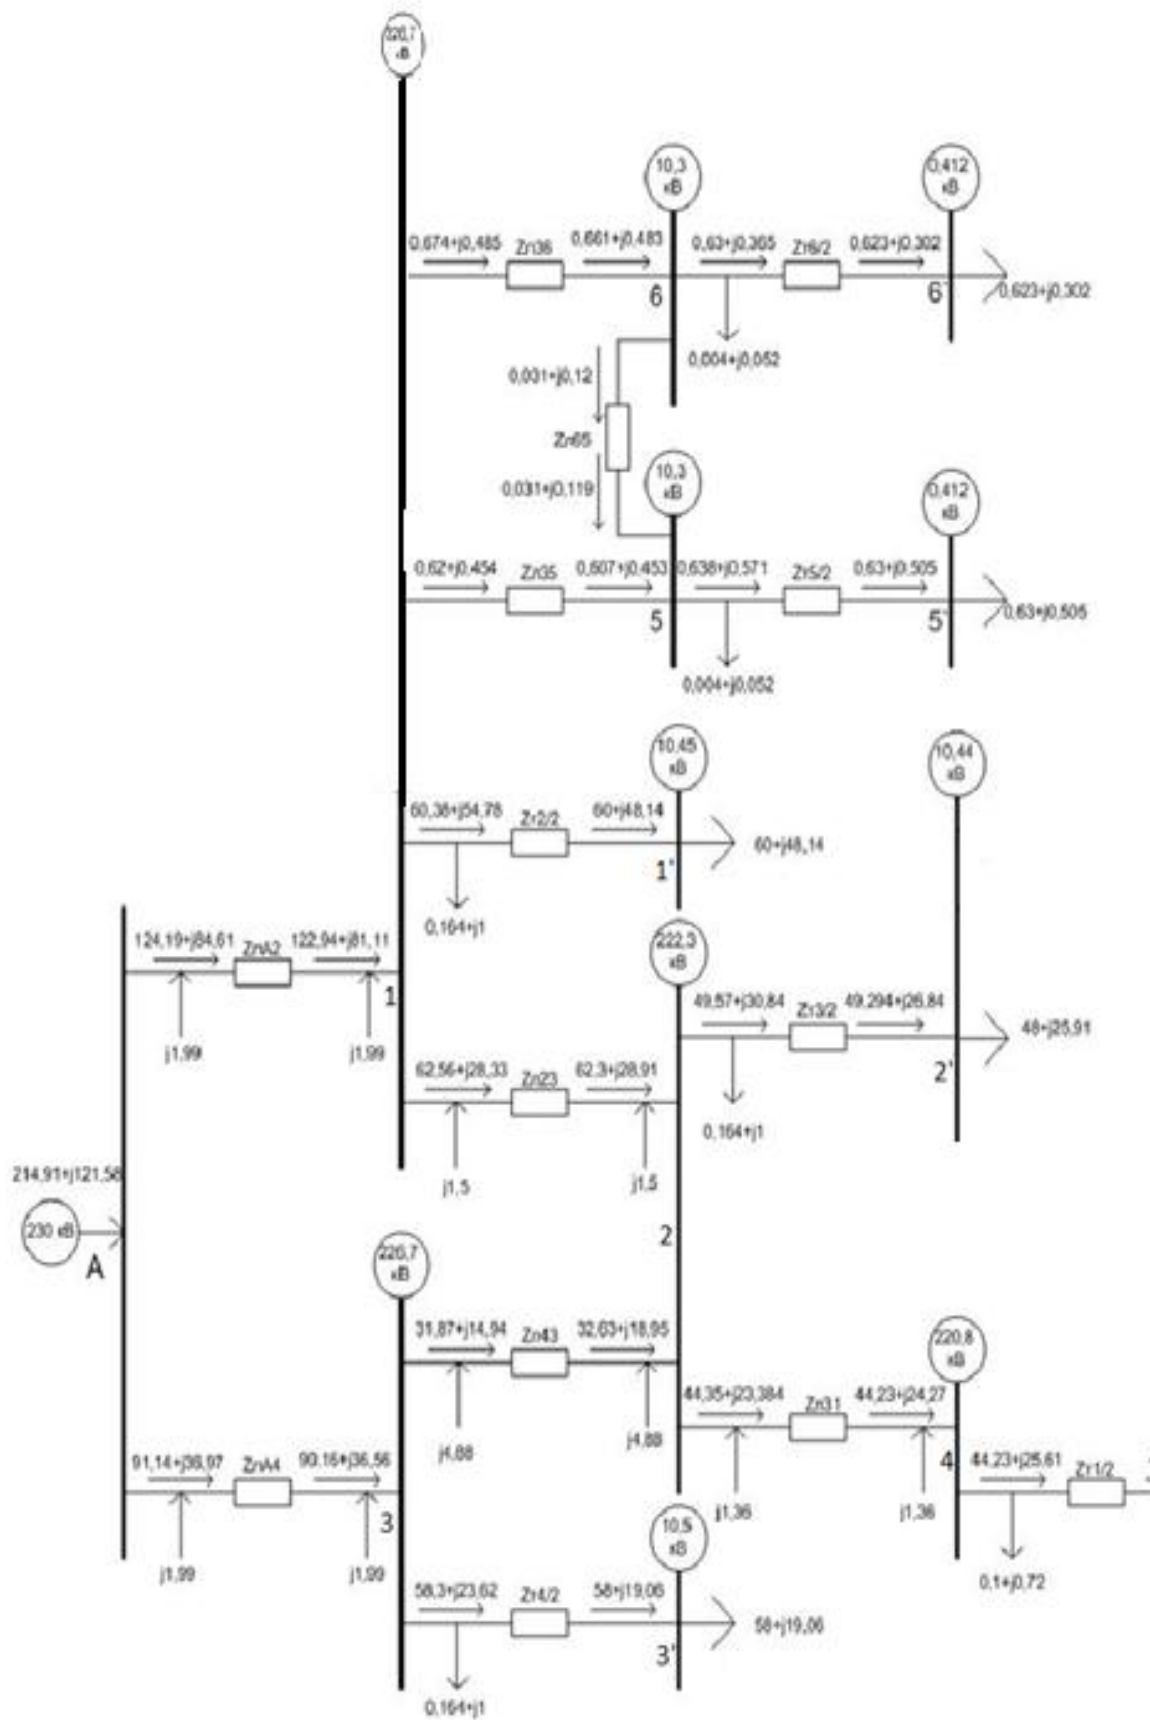 226,7
кВ
10,3
кВ
0,412
кВ
0,674+j0,485
Zл36
0,661+j0,483
0,63+j0,365
Zт6/2
0,623+j0,302
6
6'
0,623+j0,302
0,004+j0,052
0,031+j0,12
Zл65
0,031+j0,119
10,3
кВ
0,412
кВ
0,62+j0,454
Zл35
0,607+j0,453
0,638+j0,571
Zт5/2
0,63+j0,505
5
5'
0,63+j0,505
0,004+j0,052
10,45
кВ
10,44
кВ
60,38+j54,78
Zт2/2
60+j48,14
60+j48,14
1'
0,164+j1
222,3
кВ
124,19+j84,61
ZлА2
122,94+j81,11
1
j1,99
j1,99
49,57+j30,84
Zт3/2
49,294+j26,84
48+j25,91
2'
0,164+j1
62,56+j28,33
Zл23
62,3+j28,91
j1,5
j1,5
214,91+j121,58
230 кВ
А
2
226,7
кВ
31,87+j14,94
Zл43
32,63+j18,95
j4,88
j4,88
220,8
кВ
44,35+j23,384
Zл31
44,23+j24,27
4
j1,36
j1,36
44,23+j25,61
Zт1/2
0,1+j0,72
91,14+j36,97
ZлА4
90,16+j36,56
3
j1,99
j1,99
10,5
кВ
58,3+j23,62
Zт4/2
58+j19,06
58+j19,06
3'
0,164+j1